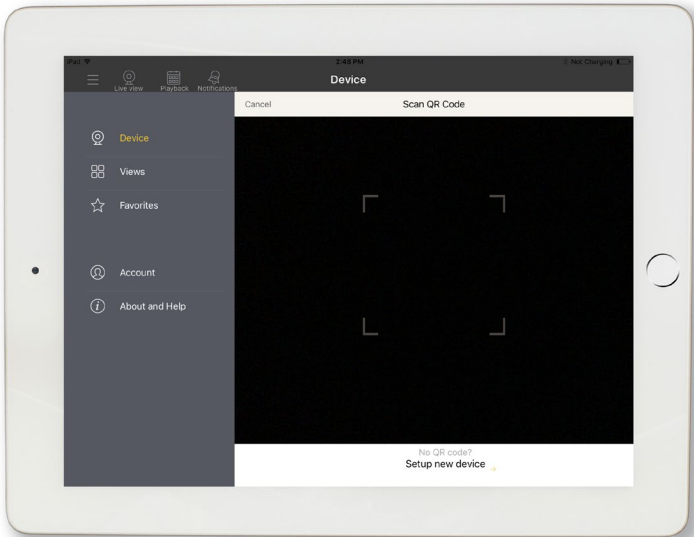 iPad 2:48 PM Not Charging
Live view Playback Notifications Device
Cancel Scan QR Code
Device
Views
Favorites
Account
About and Help
No QR code?
Setup new device